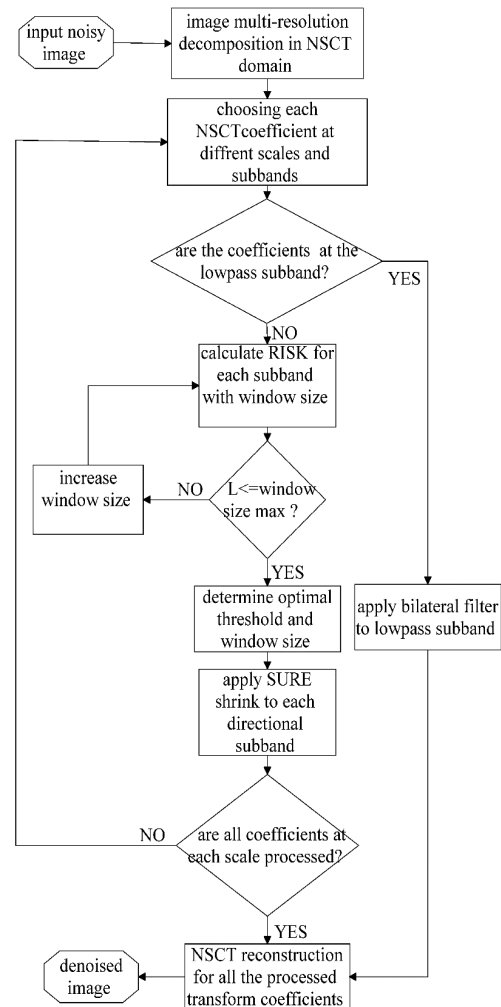 input noisy
image
image multi-resolution
decomposition in NSCT
domain
choosing each
NSCTcoefficient at
diffrent scales and
subbands
are the coefficients at the
lowpass subband?
YES
NO
calculate RISK for
each subband
with window size
increase
window size
NO
L<=window
size max ?
YES
determine optimal
threshold and
window size
apply bilateral filter
to lowpass subband
apply SURE
shrink to each
directional
subband
NO
are all coefficients at
each scale processed?
YES
denoised
image
NSCT reconstruction
for all the processed
transform coefficients